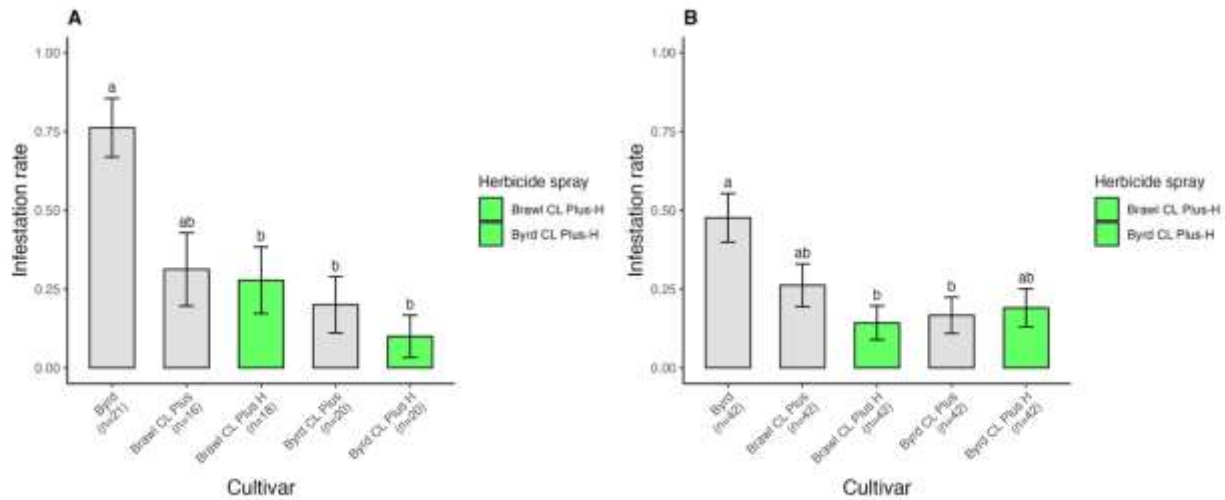 A
1.00
0.75
0.50
0.25
0.00
Infestation rate
a
ab
b
b
b
Byrd
(n=21)
Brawl CL Plus
(n=16)
Brawl CL Plus H
(n=18)
Byrd CL Plus
(n=20)
Byrd CL Plus H
(n=20)
Cultivar
Herbicide spray
Brawl CL Plus-H
Byrd CL Plus-H
B
1.00
0.75
0.50
0.25
0.00
Infestation rate
a
ab
b
b
ab
Byrd
(n=42)
Brawl CL Plus
(n=42)
Brawl CL Plus H
(n=42)
Byrd CL Plus
(n=42)
Byrd CL Plus H
(n=42)
Cultivar
Herbicide spray
Brawl CL Plus-H
Byrd CL Plus-H